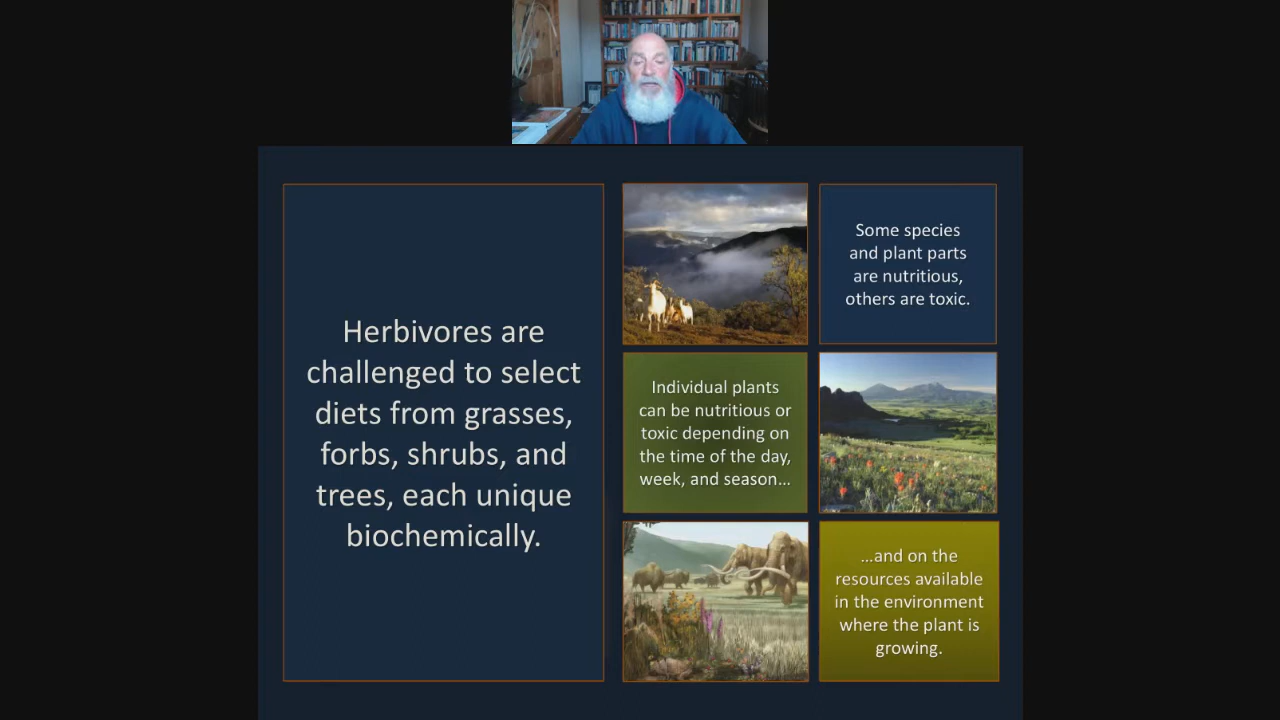 Herbivores are
challenged to select
diets from grasses,
forbs, shrubs, and
trees, each unique
biochemically.
Some species
and plant parts
are nutritious,
others are toxic.
Individual plants
can be nutritious or
toxic depending on
the time of the day,
week, and season…
…and on the
resources available
in the environment
where the plant is
growing.